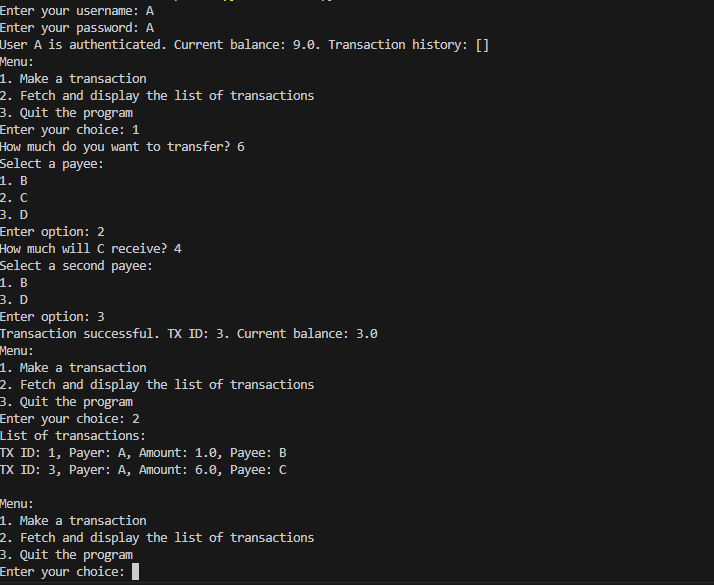 Enter your username: A
Enter your password: A
User A is authenticated. Current balance: 9.0. Transaction history: []
Menu:
1. Make a transaction
2. Fetch and display the list of transactions
3. Quit the program
Enter your choice: 1
How much do you want to transfer? 6
Select a payee:
1. B
2. C
3. D
Enter option: 2
How much will C receive? 4
Select a second payee:
1. B
3. D
Enter option: 3
Transaction successful. TX ID: 3. Current balance: 3.0
Menu:
1. Make a transaction
2. Fetch and display the list of transactions
3. Quit the program
Enter your choice: 2
List of transactions:
TX ID: 1, Payer: A, Amount: 1.0, Payee: B
TX ID: 3, Payer: A, Amount: 6.0, Payee: C
Menu:
1. Make a transaction
2. Fetch and display the list of transactions
3. Quit the program
Enter your choice: